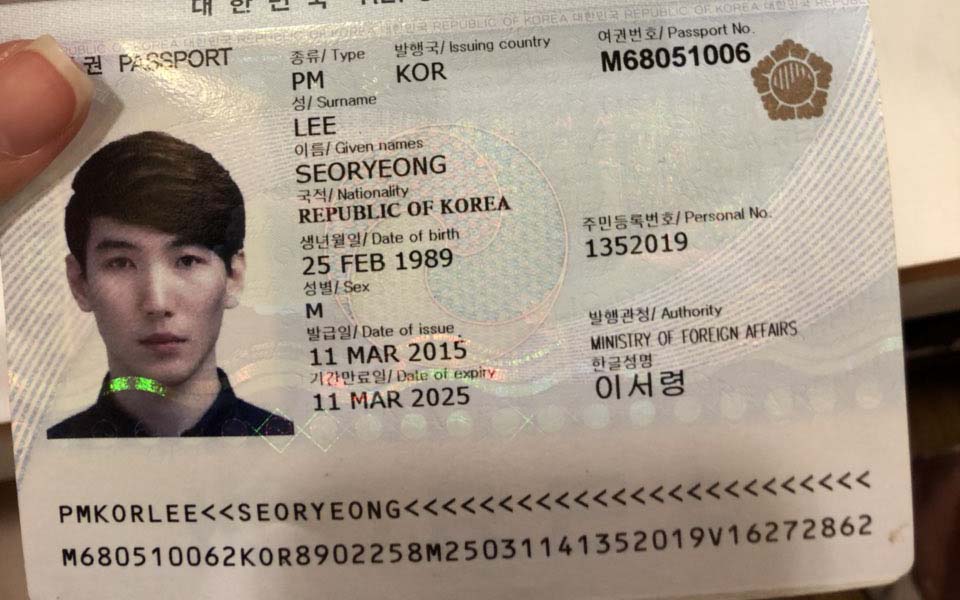 대 한 민 국
REPUBLIC OF KOREA 대한민국 REPUBLIC OF KOREA 대한민국 REPUBLIC OF KOREA
권 PASSPORT
종류/ Type 발행국/ Issuing country 여권번호/ Passport No.
PM KOR M68051006
성/ Surname
LEE
이름/ Given names
SEORYEONG
국적/ Nationality
REPUBLIC OF KOREA
생년월일/ Date of birth 주민등록번호/ Personal No.
25 FEB 1989 1352019
성별/ Sex
M
발급일/ Date of issue 발행관청/ Authority
11 MAR 2015 MINISTRY OF FOREIGN AFFAIRS
기간만료일/ Date of expiry 한글성명
11 MAR 2025 이서령
PMKORLEE<<SEORYEONG<<<<<<<<<<<<<<<<<<<<<<<<<
M680510062KOR8902258M25031141352019V16272862